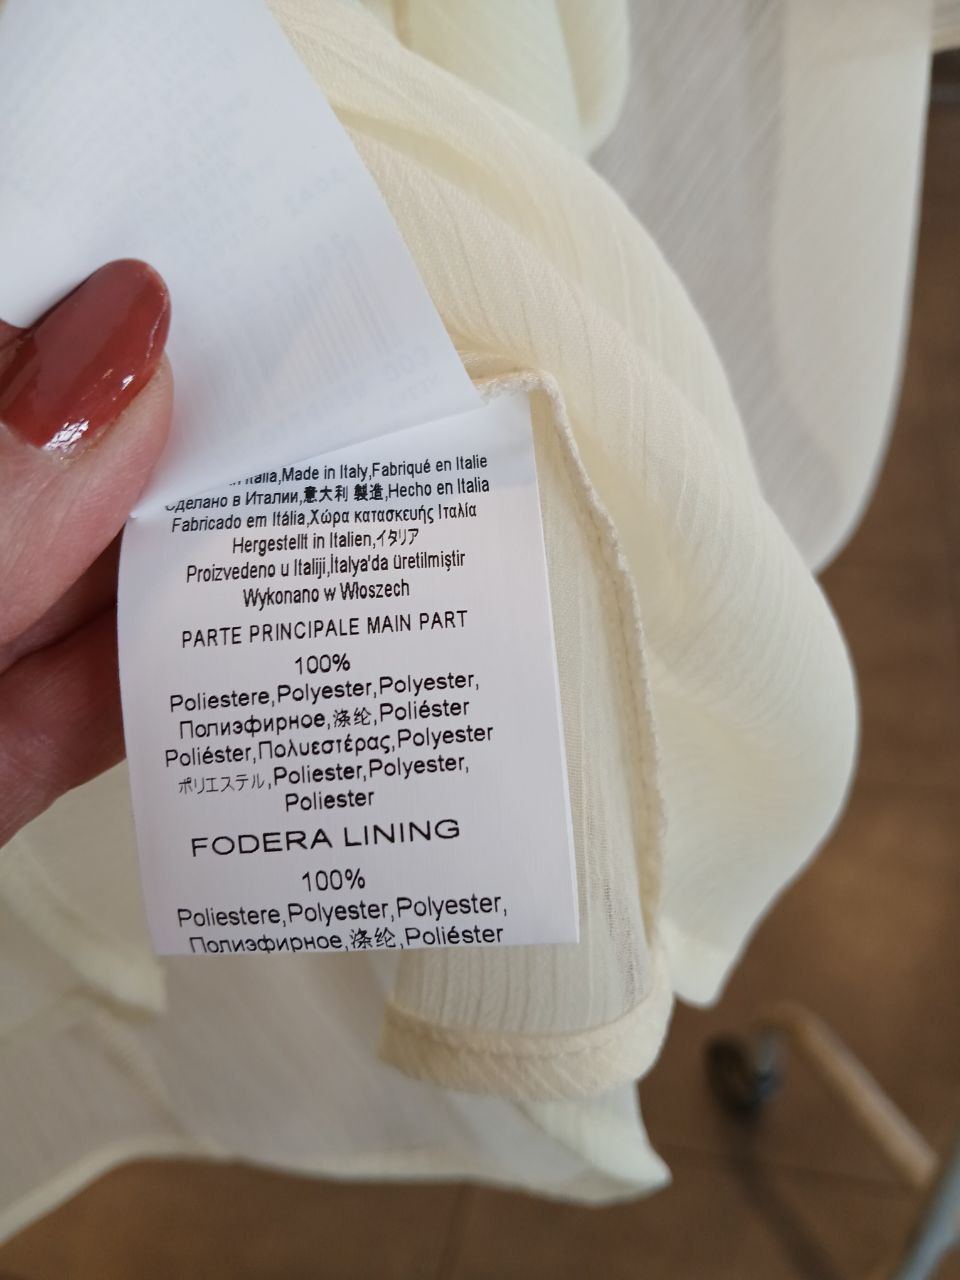 Italia,Made in Italy,Fabriqué en Italie
Сделано в Италии,意大利 製造,Hecho en Italia
Fabricado em Itália,Χώρα κατασκευής Ιταλία
Hergestellt in Italien,イタリア
Proizvedeno u Italiji,İtalya'da üretilmiştir
Wykonano w Włoszech
PARTE PRINCIPALE MAIN PART
100%
Poliestere,Polyester,Polyester,
Полиэфирное,涤纶,Poliéster
Poliéster,Πολυεστέρας,Polyester
ポリエステル,Poliester,Polyester,
Poliester
FODERA LINING
100%
Poliestere,Polyester,Polyester,
Полиэфирное,涤纶,Poliéster